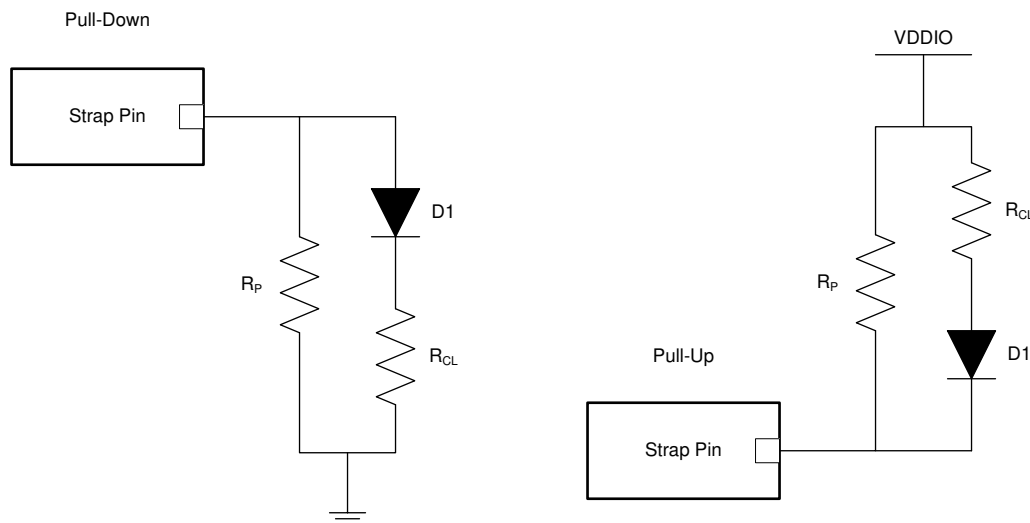 Pull-Down
Strap Pin
D1
RP
RCL
VDDIO
RCL
RP
D1
Pull-Up
Strap Pin